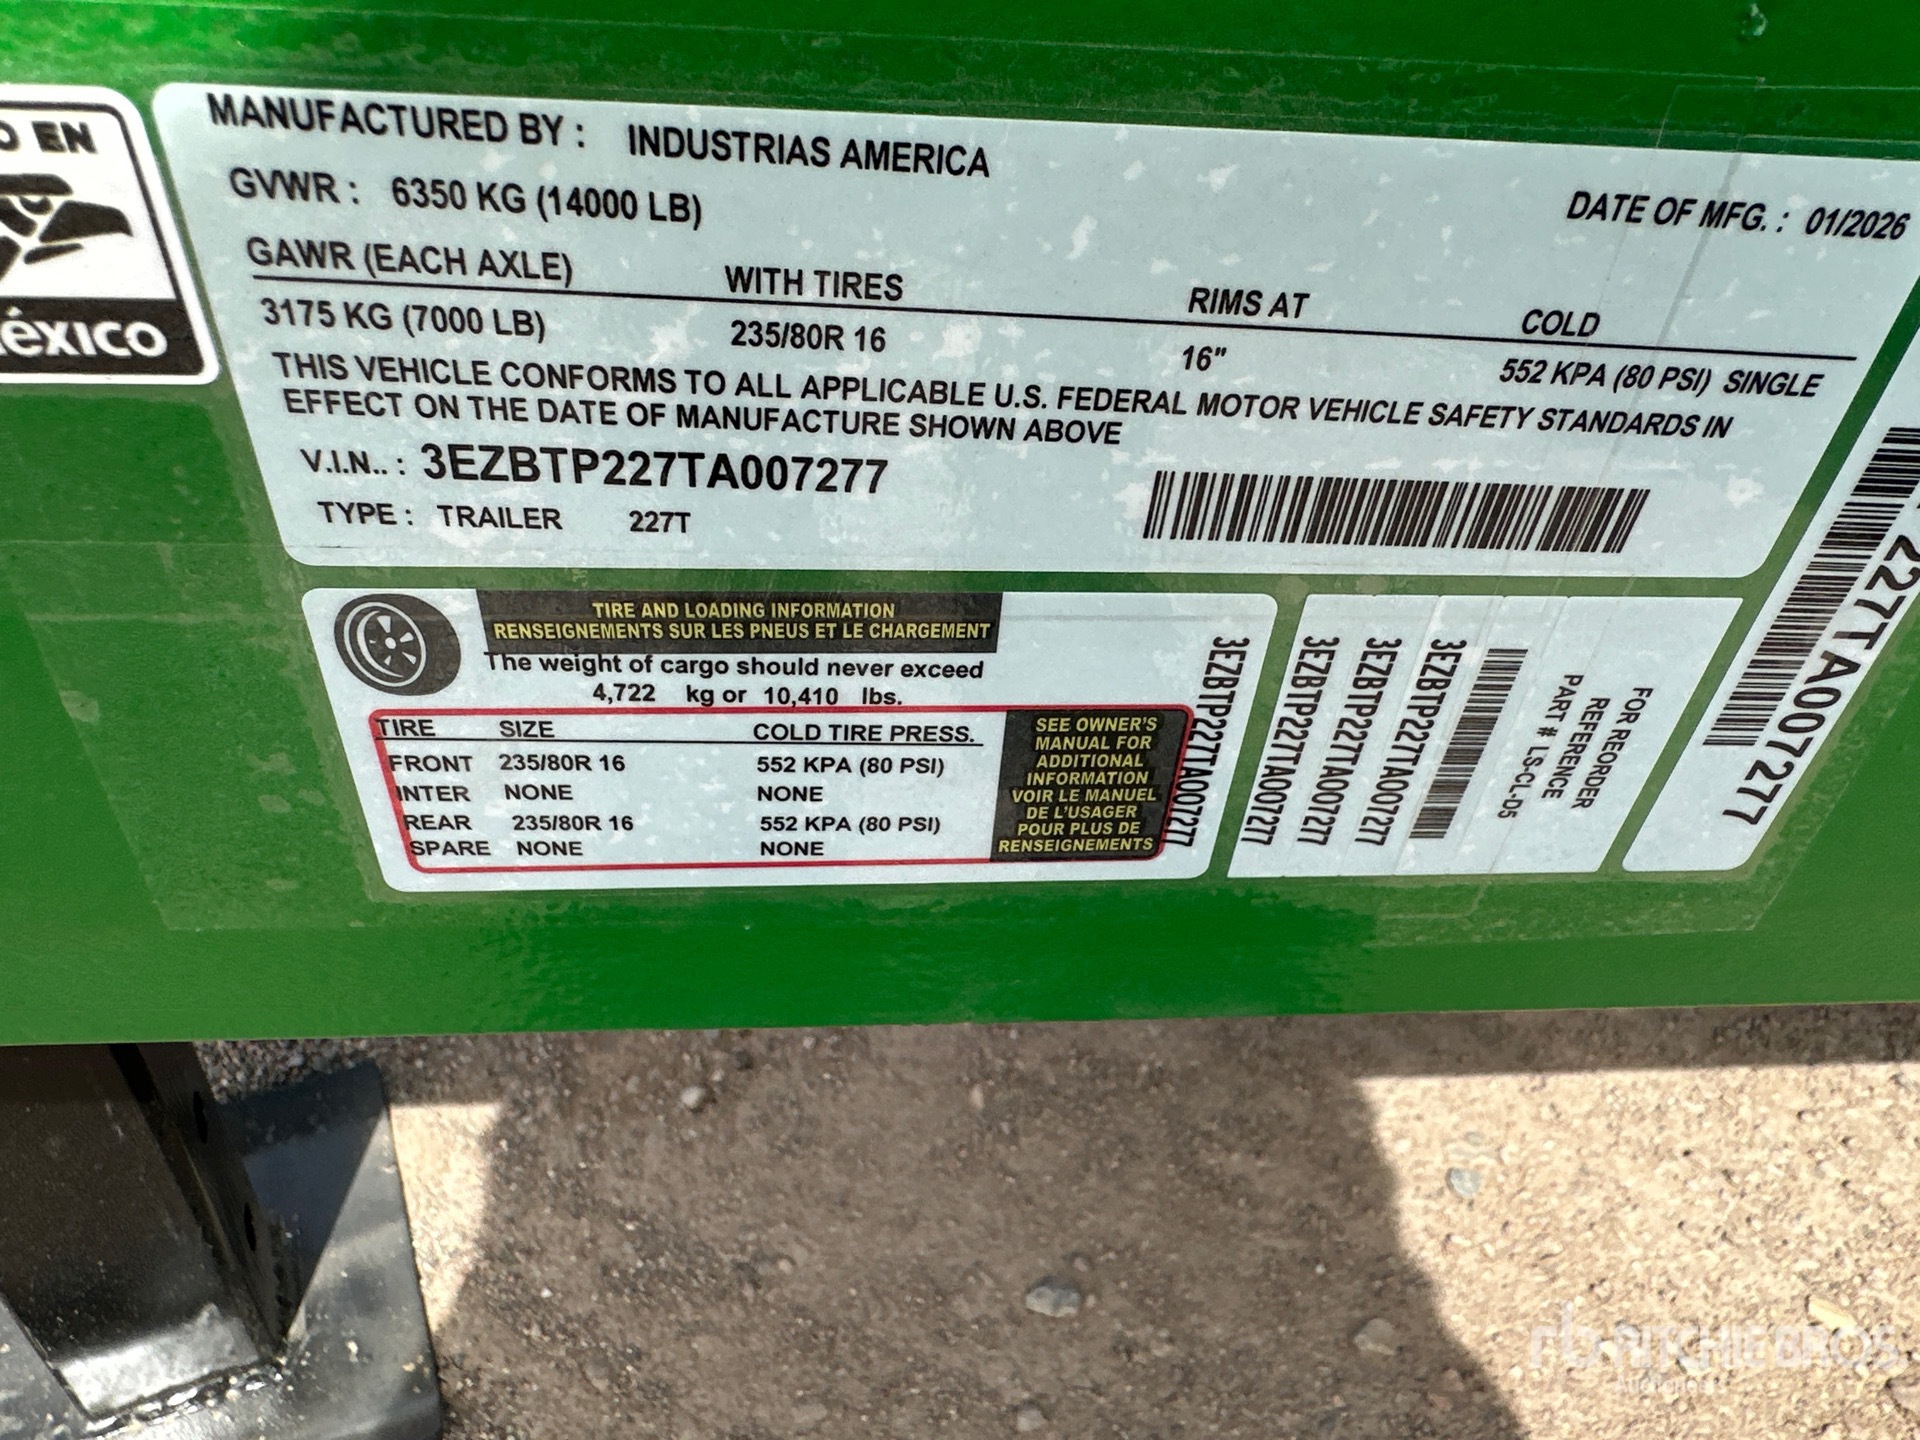 O EN
éxico
MANUFACTURED BY : INDUSTRIAS AMERICA
GVWR : 6350 KG (14000 LB)
DATE OF MFG. : 01/2026
GAWR (EACH AXLE) WITH TIRES RIMS AT COLD
3175 KG (7000 LB) 235/80R 16 16" 552 KPA (80 PSI) SINGLE
THIS VEHICLE CONFORMS TO ALL APPLICABLE U.S. FEDERAL MOTOR VEHICLE SAFETY STANDARDS IN
EFFECT ON THE DATE OF MANUFACTURE SHOWN ABOVE
V.I.N.. : 3EZBTP227TA007277
TYPE : TRAILER 227T
TIRE AND LOADING INFORMATION
RENSEIGNEMENTS SUR LES PNEUS ET LE CHARGEMENT
The weight of cargo should never exceed
4,722 kg or 10,410 lbs.
TIRE SIZE COLD TIRE PRESS.
FRONT 235/80R 16 552 KPA (80 PSI)
INTER NONE NONE
REAR 235/80R 16 552 KPA (80 PSI)
SPARE NONE NONE
SEE OWNER'S
MANUAL FOR
ADDITIONAL
INFORMATION
VOIR LE MANUEL
DE L'USAGER
POUR PLUS DE
RENSEIGNEMENTS
3EZBTP227TA007277
3EZBTP227TA007277
3EZBTP227TA007277
3EZBTP227TA007277
FOR REORDER
REFERENCE
PART # LS-CL-D5
227TA007277
rb RITCHIE BROS
Auctioneers